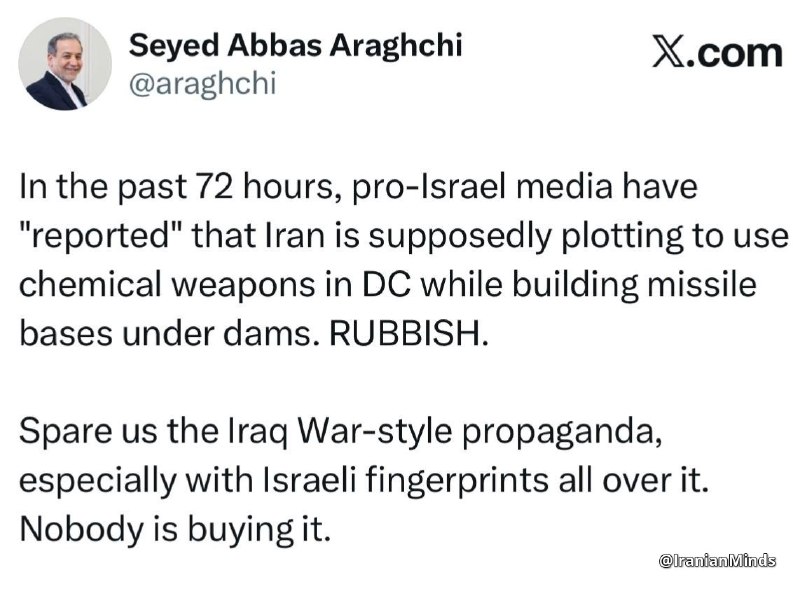 Seyed Abbas Araghchi
@araghchi
X.com
In the past 72 hours, pro-Israel media have
"reported" that Iran is supposedly plotting to use
chemical weapons in DC while building missile
bases under dams. RUBBISH.
Spare us the Iraq War-style propaganda,
especially with Israeli fingerprints all over it.
Nobody is buying it.
@IranianMinds